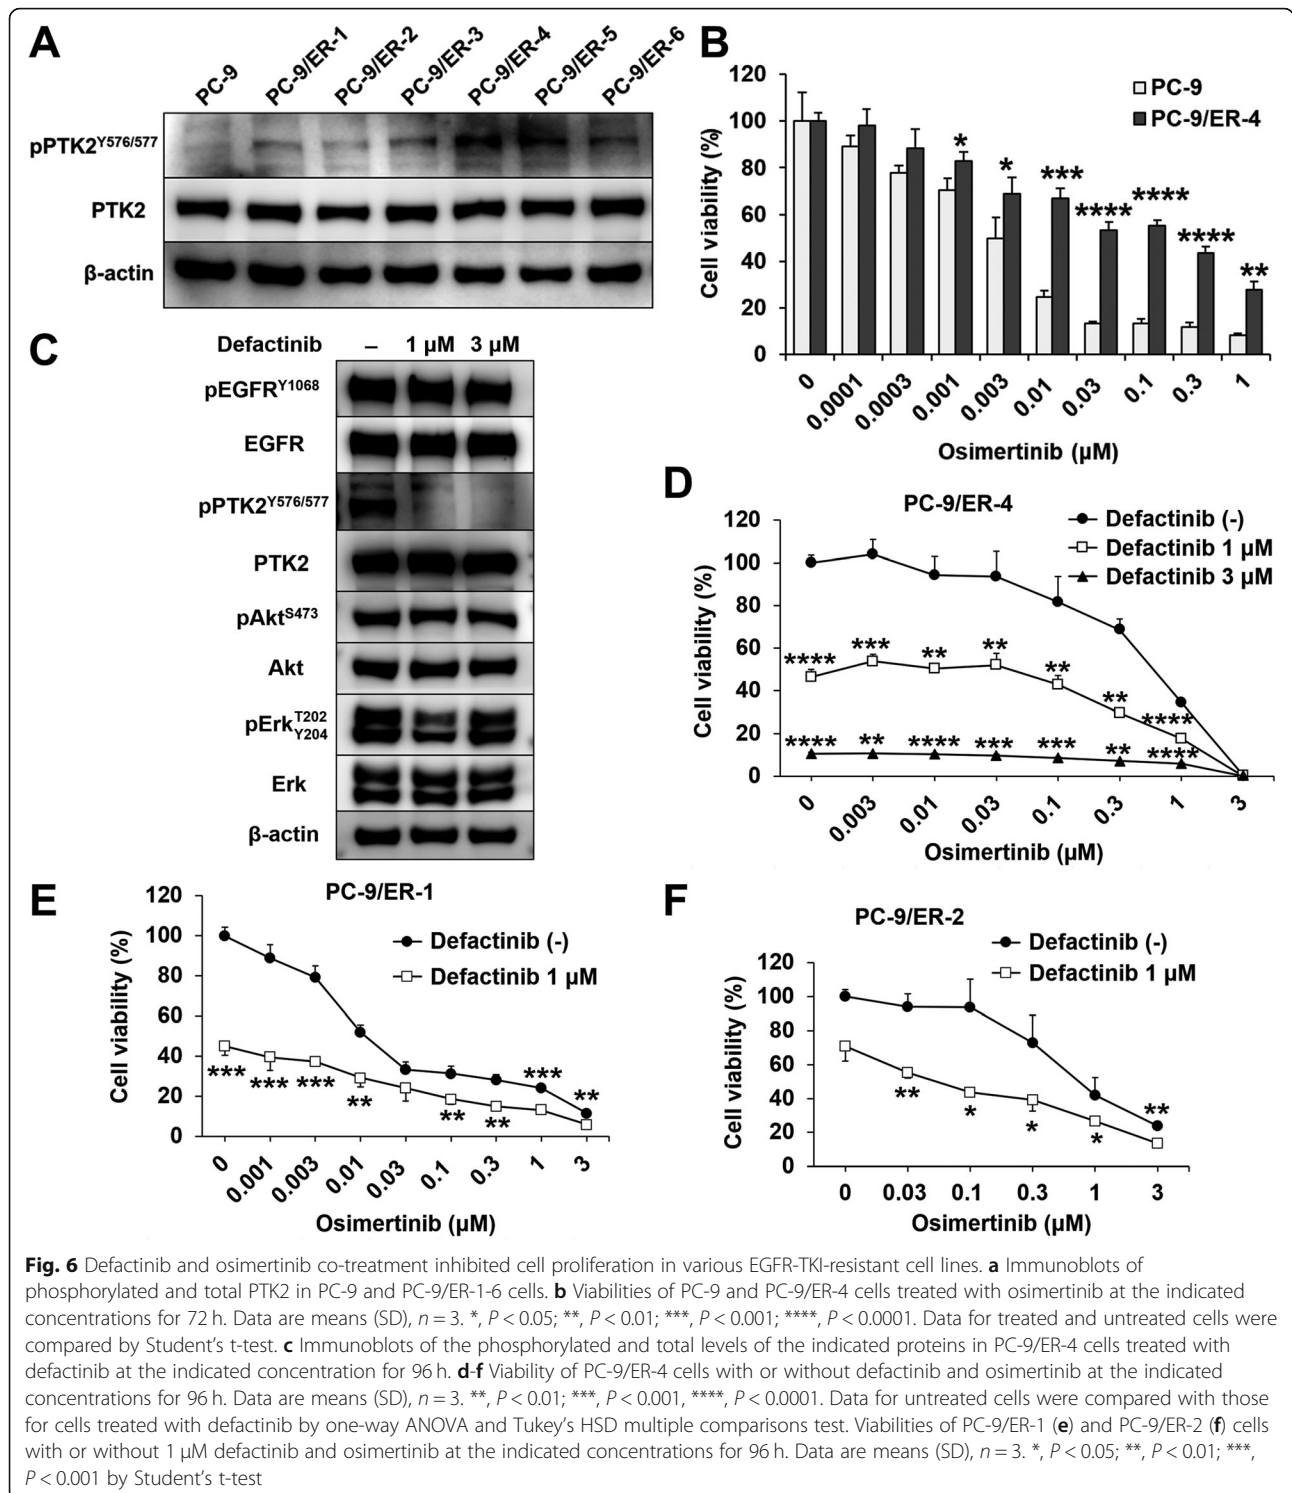 A
PC-9
PC-9/ER-1
PC-9/ER-2
PC-9/ER-3
PC-9/ER-4
PC-9/ER-5
PC-9/ER-6
pPTK2Y576/577
PTK2
β-actin
B
120
100
80
60
40
20
0
Cell viability (%)
PC-9
PC-9/ER-4
*
*
***
****
****
****
**
0
0.0001
0.0003
0.001
0.003
0.01
0.03
0.1
0.3
1
Osimertinib (µM)
C
Defactinib – 1 µM 3 µM
pEGFRY1068
EGFR
pPTK2Y576/577
PTK2
pAktS473
Akt
pErkT202
Y204
Erk
β-actin
D
PC-9/ER-4
Defactinib (-)
Defactinib 1 µM
Defactinib 3 µM
120
100
80
60
40
20
0
Cell viability (%)
**** *** ** ** ** ** ****
**** ** **** *** *** ** ****
0
0.003
0.01
0.03
0.1
0.3
1
3
Osimertinib (µM)
E
PC-9/ER-1
Defactinib (-)
Defactinib 1 µM
120
100
80
60
40
20
0
Cell viability (%)
*** *** *** ** ** ** *** **
0
0.001
0.003
0.01
0.03
0.1
0.3
1
3
Osimertinib (µM)
F
PC-9/ER-2
Defactinib (-)
Defactinib 1 µM
120
100
80
60
40
20
0
Cell viability (%)
** * * * **
0 0.03 0.1 0.3 1 3
Osimertinib (µM)
Fig. 6 Defactinib and osimertinib co-treatment inhibited cell proliferation in various EGFR-TKI-resistant cell lines. a Immunoblots of
phosphorylated and total PTK2 in PC-9 and PC-9/ER-1-6 cells. b Viabilities of PC-9 and PC-9/ER-4 cells treated with osimertinib at the indicated
concentrations for 72 h. Data are means (SD), n = 3. *, P < 0.05; **, P < 0.01; ***, P < 0.001; ****, P < 0.0001. Data for treated and untreated cells were
compared by Student's t-test. c Immunoblots of the phosphorylated and total levels of the indicated proteins in PC-9/ER-4 cells treated with
defactinib at the indicated concentration for 96 h. d-f Viability of PC-9/ER-4 cells with or without defactinib and osimertinib at the indicated
concentrations for 96 h. Data are means (SD), n = 3. **, P < 0.01; ***, P < 0.001, ****, P < 0.0001. Data for untreated cells were compared with those
for cells treated with defactinib by one-way ANOVA and Tukey's HSD multiple comparisons test. Viabilities of PC-9/ER-1 (e) and PC-9/ER-2 (f) cells
with or without 1 µM defactinib and osimertinib at the indicated concentrations for 96 h. Data are means (SD), n = 3. *, P < 0.05; **, P < 0.01; ***,
P < 0.001 by Student's t-test